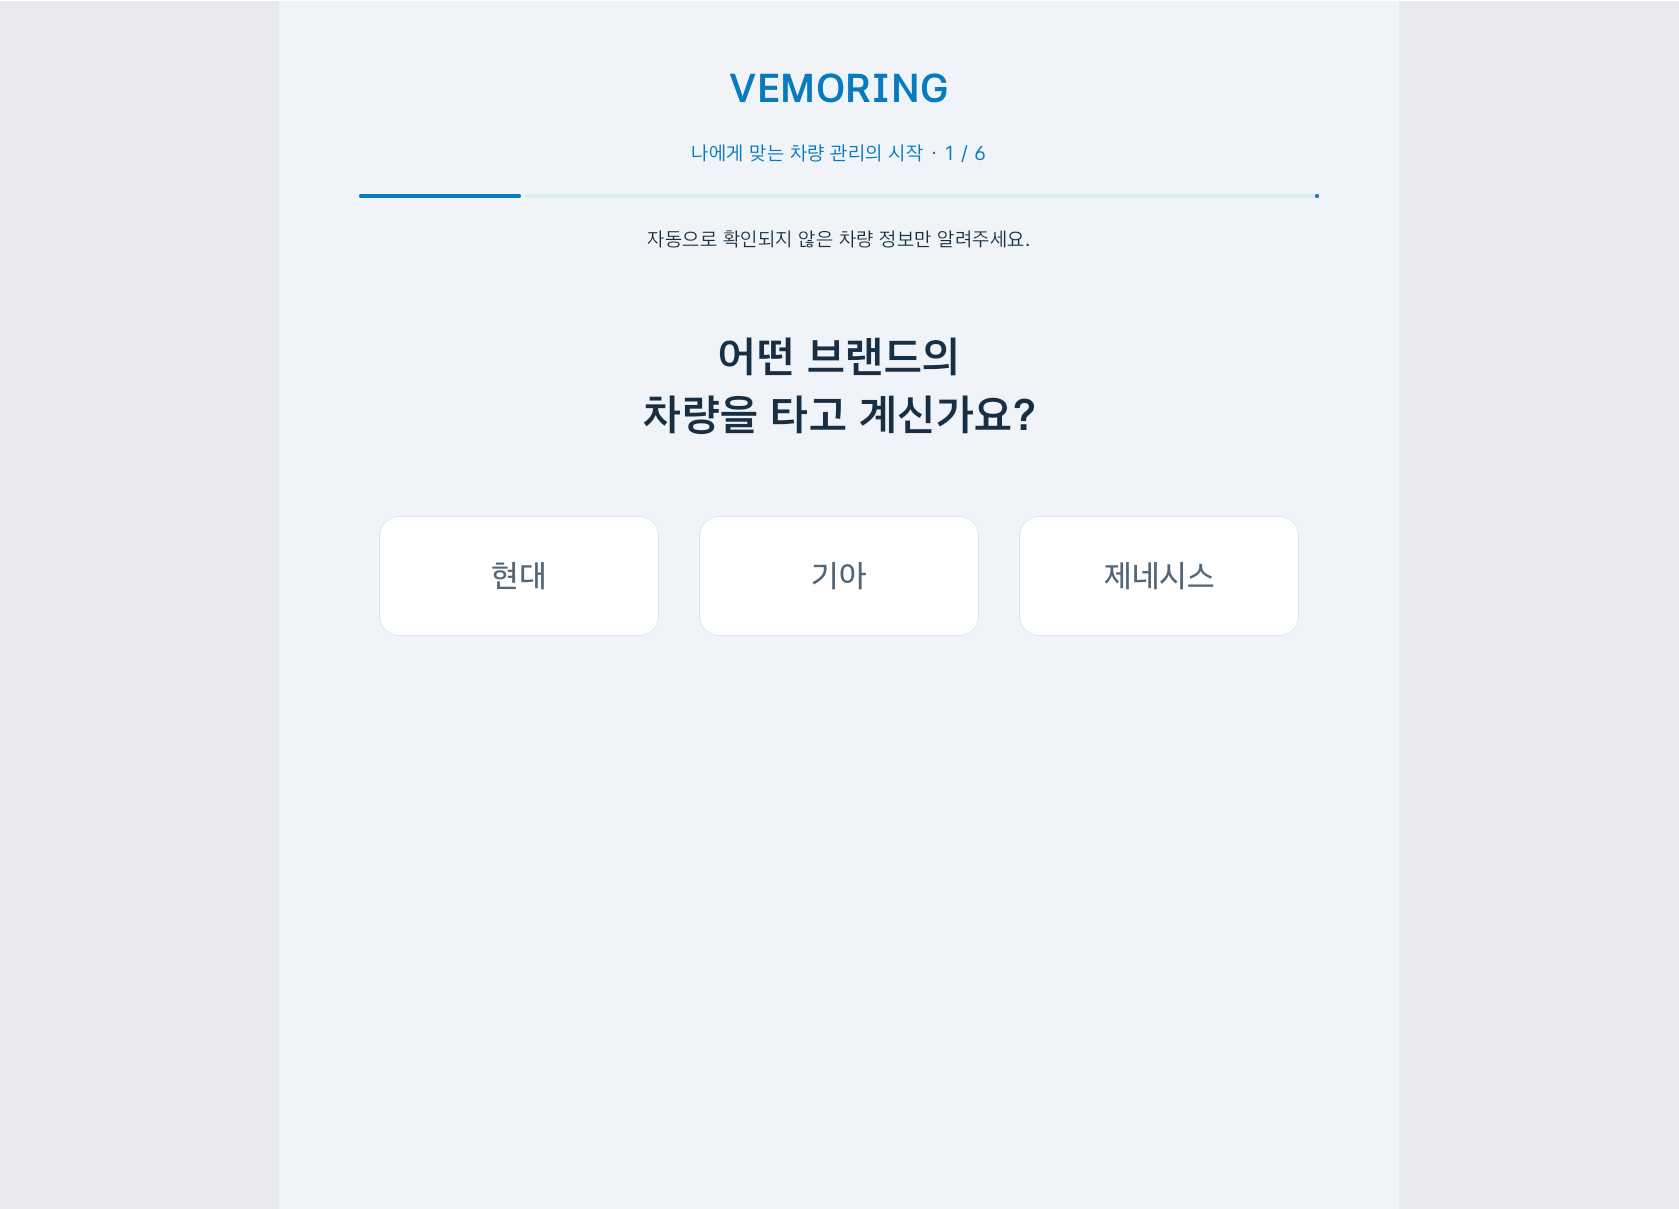 VEMORING
나에게 맞는 차량 관리의 시작 · 1 / 6
자동으로 확인되지 않은 차량 정보만 알려주세요.
어떤 브랜드의
차량을 타고 계신가요?
현대
기아
제네시스